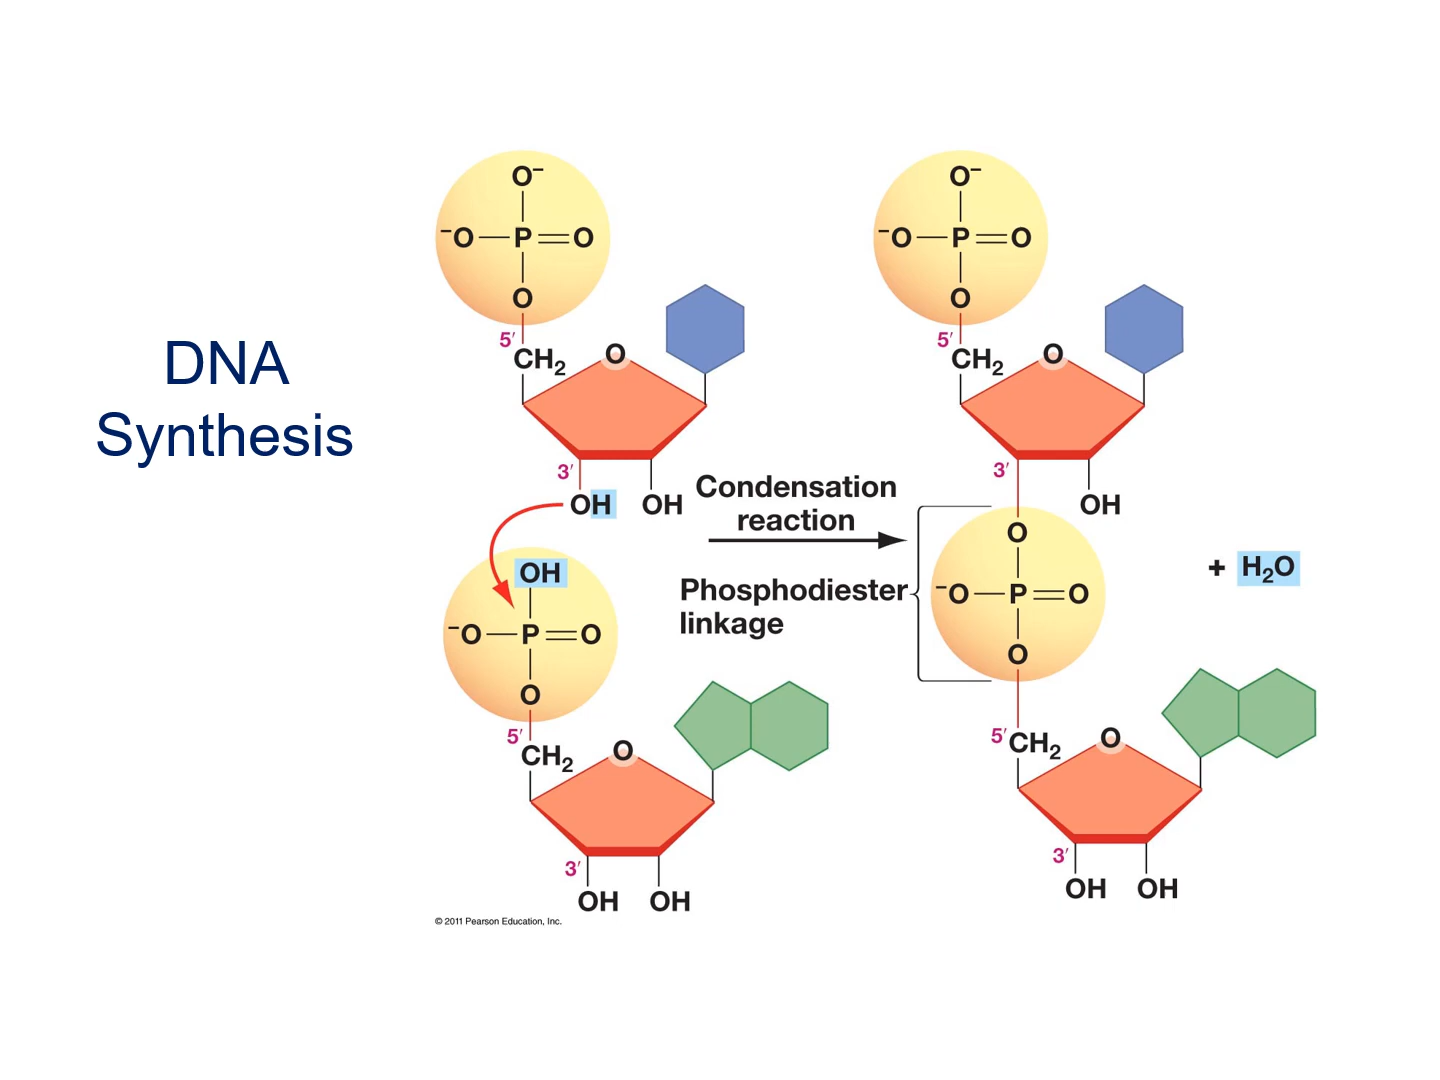 DNA
Synthesis
O⁻
⁻O—P=O
O
5′
CH₂
O
3′
OH
OH
OH
⁻O—P=O
O
5′
CH₂
O
3′
OH
OH
Condensation
reaction
Phosphodiester
linkage
O⁻
⁻O—P=O
O
5′
CH₂
O
3′
OH
O
⁻O—P=O
O
5′
CH₂
O
3′
OH
OH
+ H₂O
© 2011 Pearson Education, Inc.